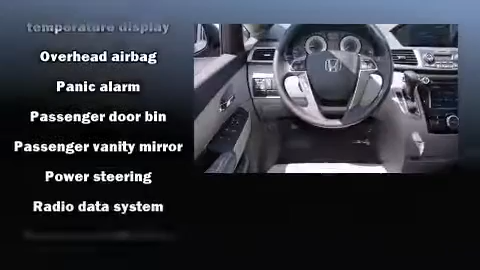 temperature display
Overhead airbag
Panic alarm
Passenger door bin
Passenger vanity mirror
Power steering
Radio data system